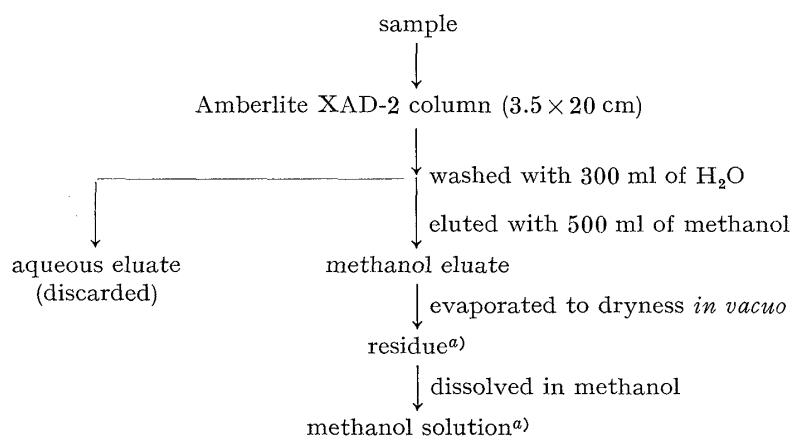 sample
Amberlite XAD-2 column (3.5 × 20 cm)
washed with 300 ml of H₂O
eluted with 500 ml of methanol
aqueous eluate
(discarded)
methanol eluate
evaporated to dryness in vacuo
residueᵃ⁾
dissolved in methanol
methanol solutionᵃ⁾